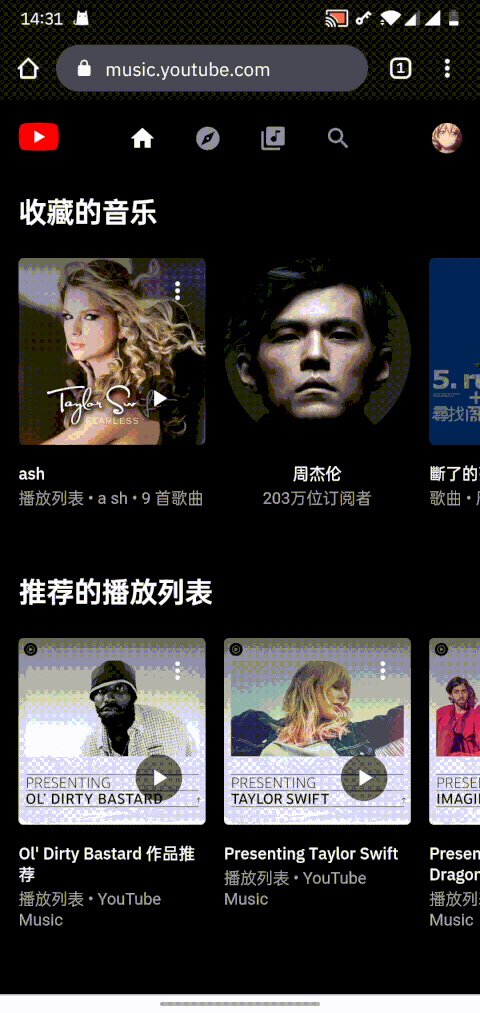 14:31
music.youtube.com
1
收藏的音乐
Taylor Swift
FEARLESS
5. r
尋找
ash
播放列表 • a sh • 9 首歌曲
周杰伦
203万位订阅者
斷了的
歌曲 •
推荐的播放列表
PRESENTING
OL' DIRTY BASTARD
PRESENTING
TAYLOR SWIFT
PRESE
IMAGI
Ol' Dirty Bastard 作品推
荐
播放列表 • YouTube
Music
Presenting Taylor Swift
播放列表 • YouTube
Music
Presen
Dragon
播放列
Music